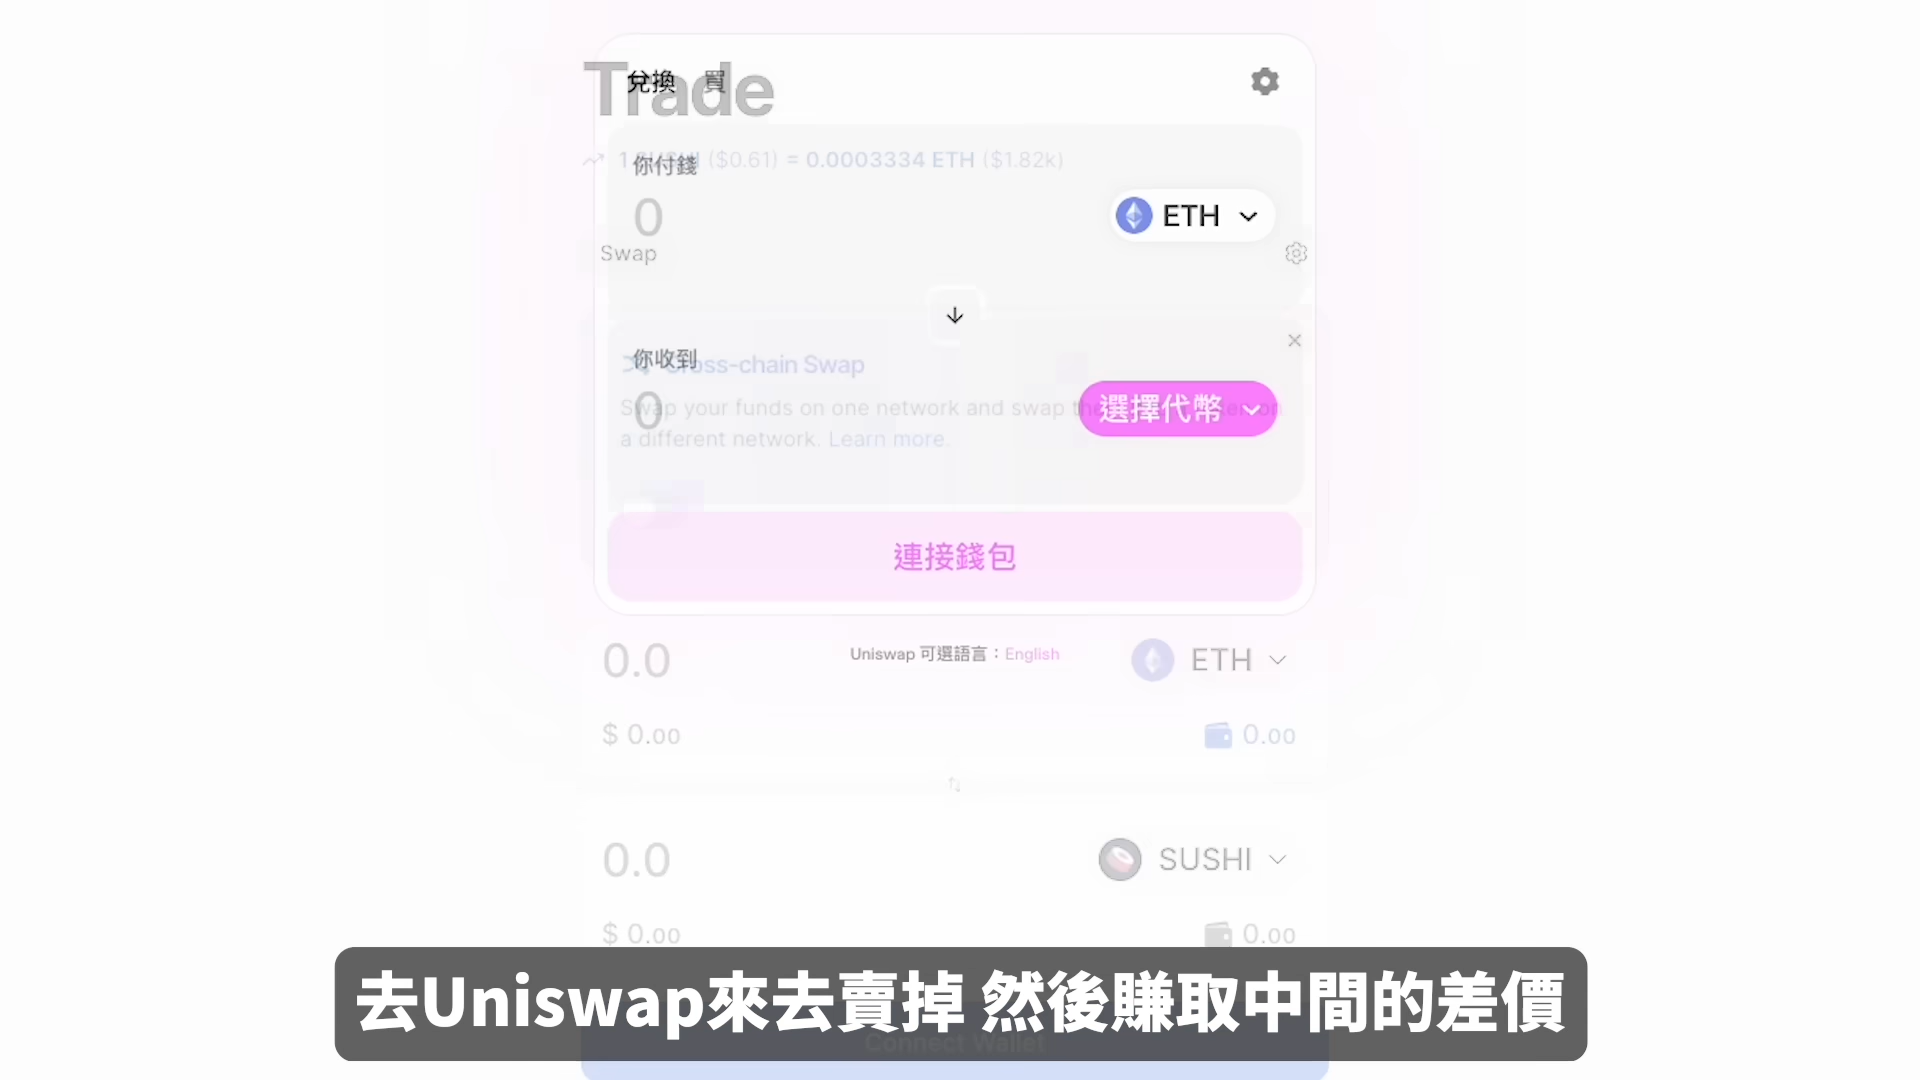 Trade
兌換 買
1 SUSHI ($0.61) = 0.0003334 ETH ($1.82k)
你付錢
0
ETH
Swap
你收到
Cross-chain Swap
0
選擇代幣
Swap your funds on one network and swap
a different network. Learn more.
連接錢包
Uniswap 可選語言：English
0.0
ETH
$ 0.00
0.00
0.0
SUSHI
$ 0.00
0.00
去Uniswap來去賣掉 然後賺取中間的差價
Connect Wallet